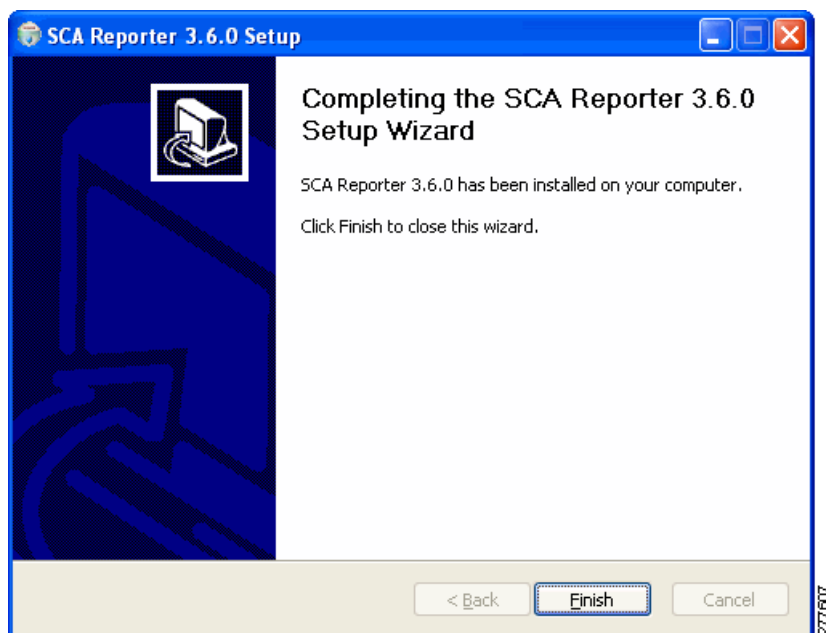 SCA Reporter 3.6.0 Setup
Completing the SCA Reporter 3.6.0
Setup Wizard
SCA Reporter 3.6.0 has been installed on your computer.
Click Finish to close this wizard.
< Back
Finish
Cancel
277607